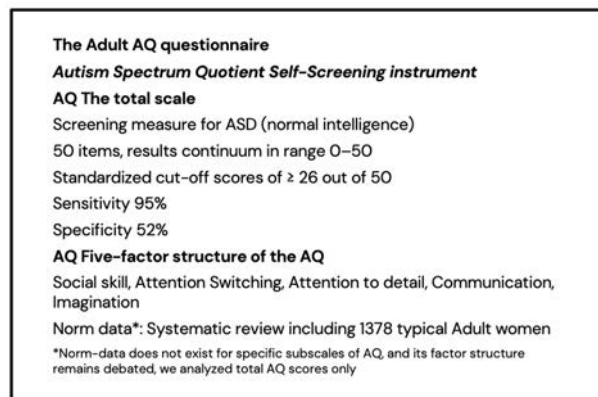 The Adult AQ questionnaire
Autism Spectrum Quotient Self-Screening instrument
AQ The total scale
Screening measure for ASD (normal intelligence)
50 items, results continuum in range 0–50
Standardized cut-off scores of ≥ 26 out of 50
Sensitivity 95%
Specificity 52%
AQ Five-factor structure of the AQ
Social skill, Attention Switching, Attention to detail, Communication,
Imagination
Norm data*: Systematic review including 1378 typical Adult women
*Norm-data does not exist for specific subscales of AQ, and its factor structure
remains debated, we analyzed total AQ scores only